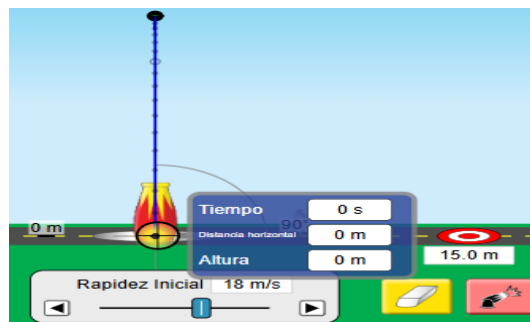 Tiempo 0 s
90°
0 m
Distancia horizontal 0 m
Altura 0 m
15.0 m
Rapidez Inicial 18 m/s